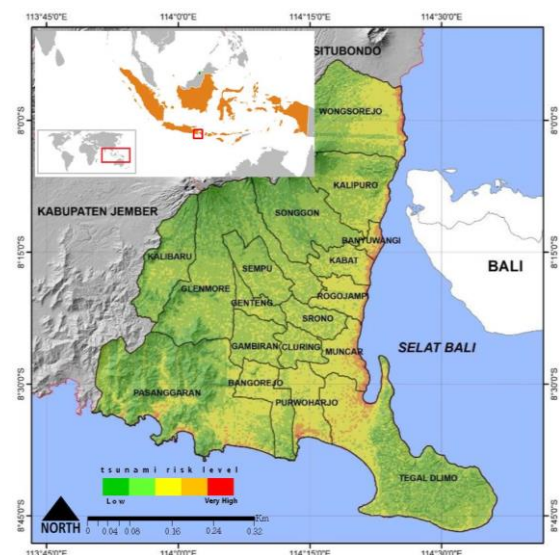 113°45'0"E 114°0'0"E 114°15'0"E 114°30'0"E
SITUBONDO
WONGSOREJO
8°0'0"S 8°0'0"S
KALIPURO
KABUPATEN JEMBER
SONGGON
BANYUWANGI
8°15'0"S 8°15'0"S
KALIBARU
KABAT
SEMPU
BALI
GLENMORE
ROGOJAMPI
GENTENG
SRONO
GAMBIRAN
CLURING
MUNCAR
SELAT BALI
8°30'0"S 8°30'0"S
PASANGGARAN
BANGOREJO
PURWOHARJO
tsunami risk level
Low Very High
TEGAL DLIMO
NORTH
0 0.04 0.08 0.16 0.24 0.32
Km
8°45'0"S 8°45'0"S
113°45'0"E 114°0'0"E 114°15'0"E 114°30'0"E